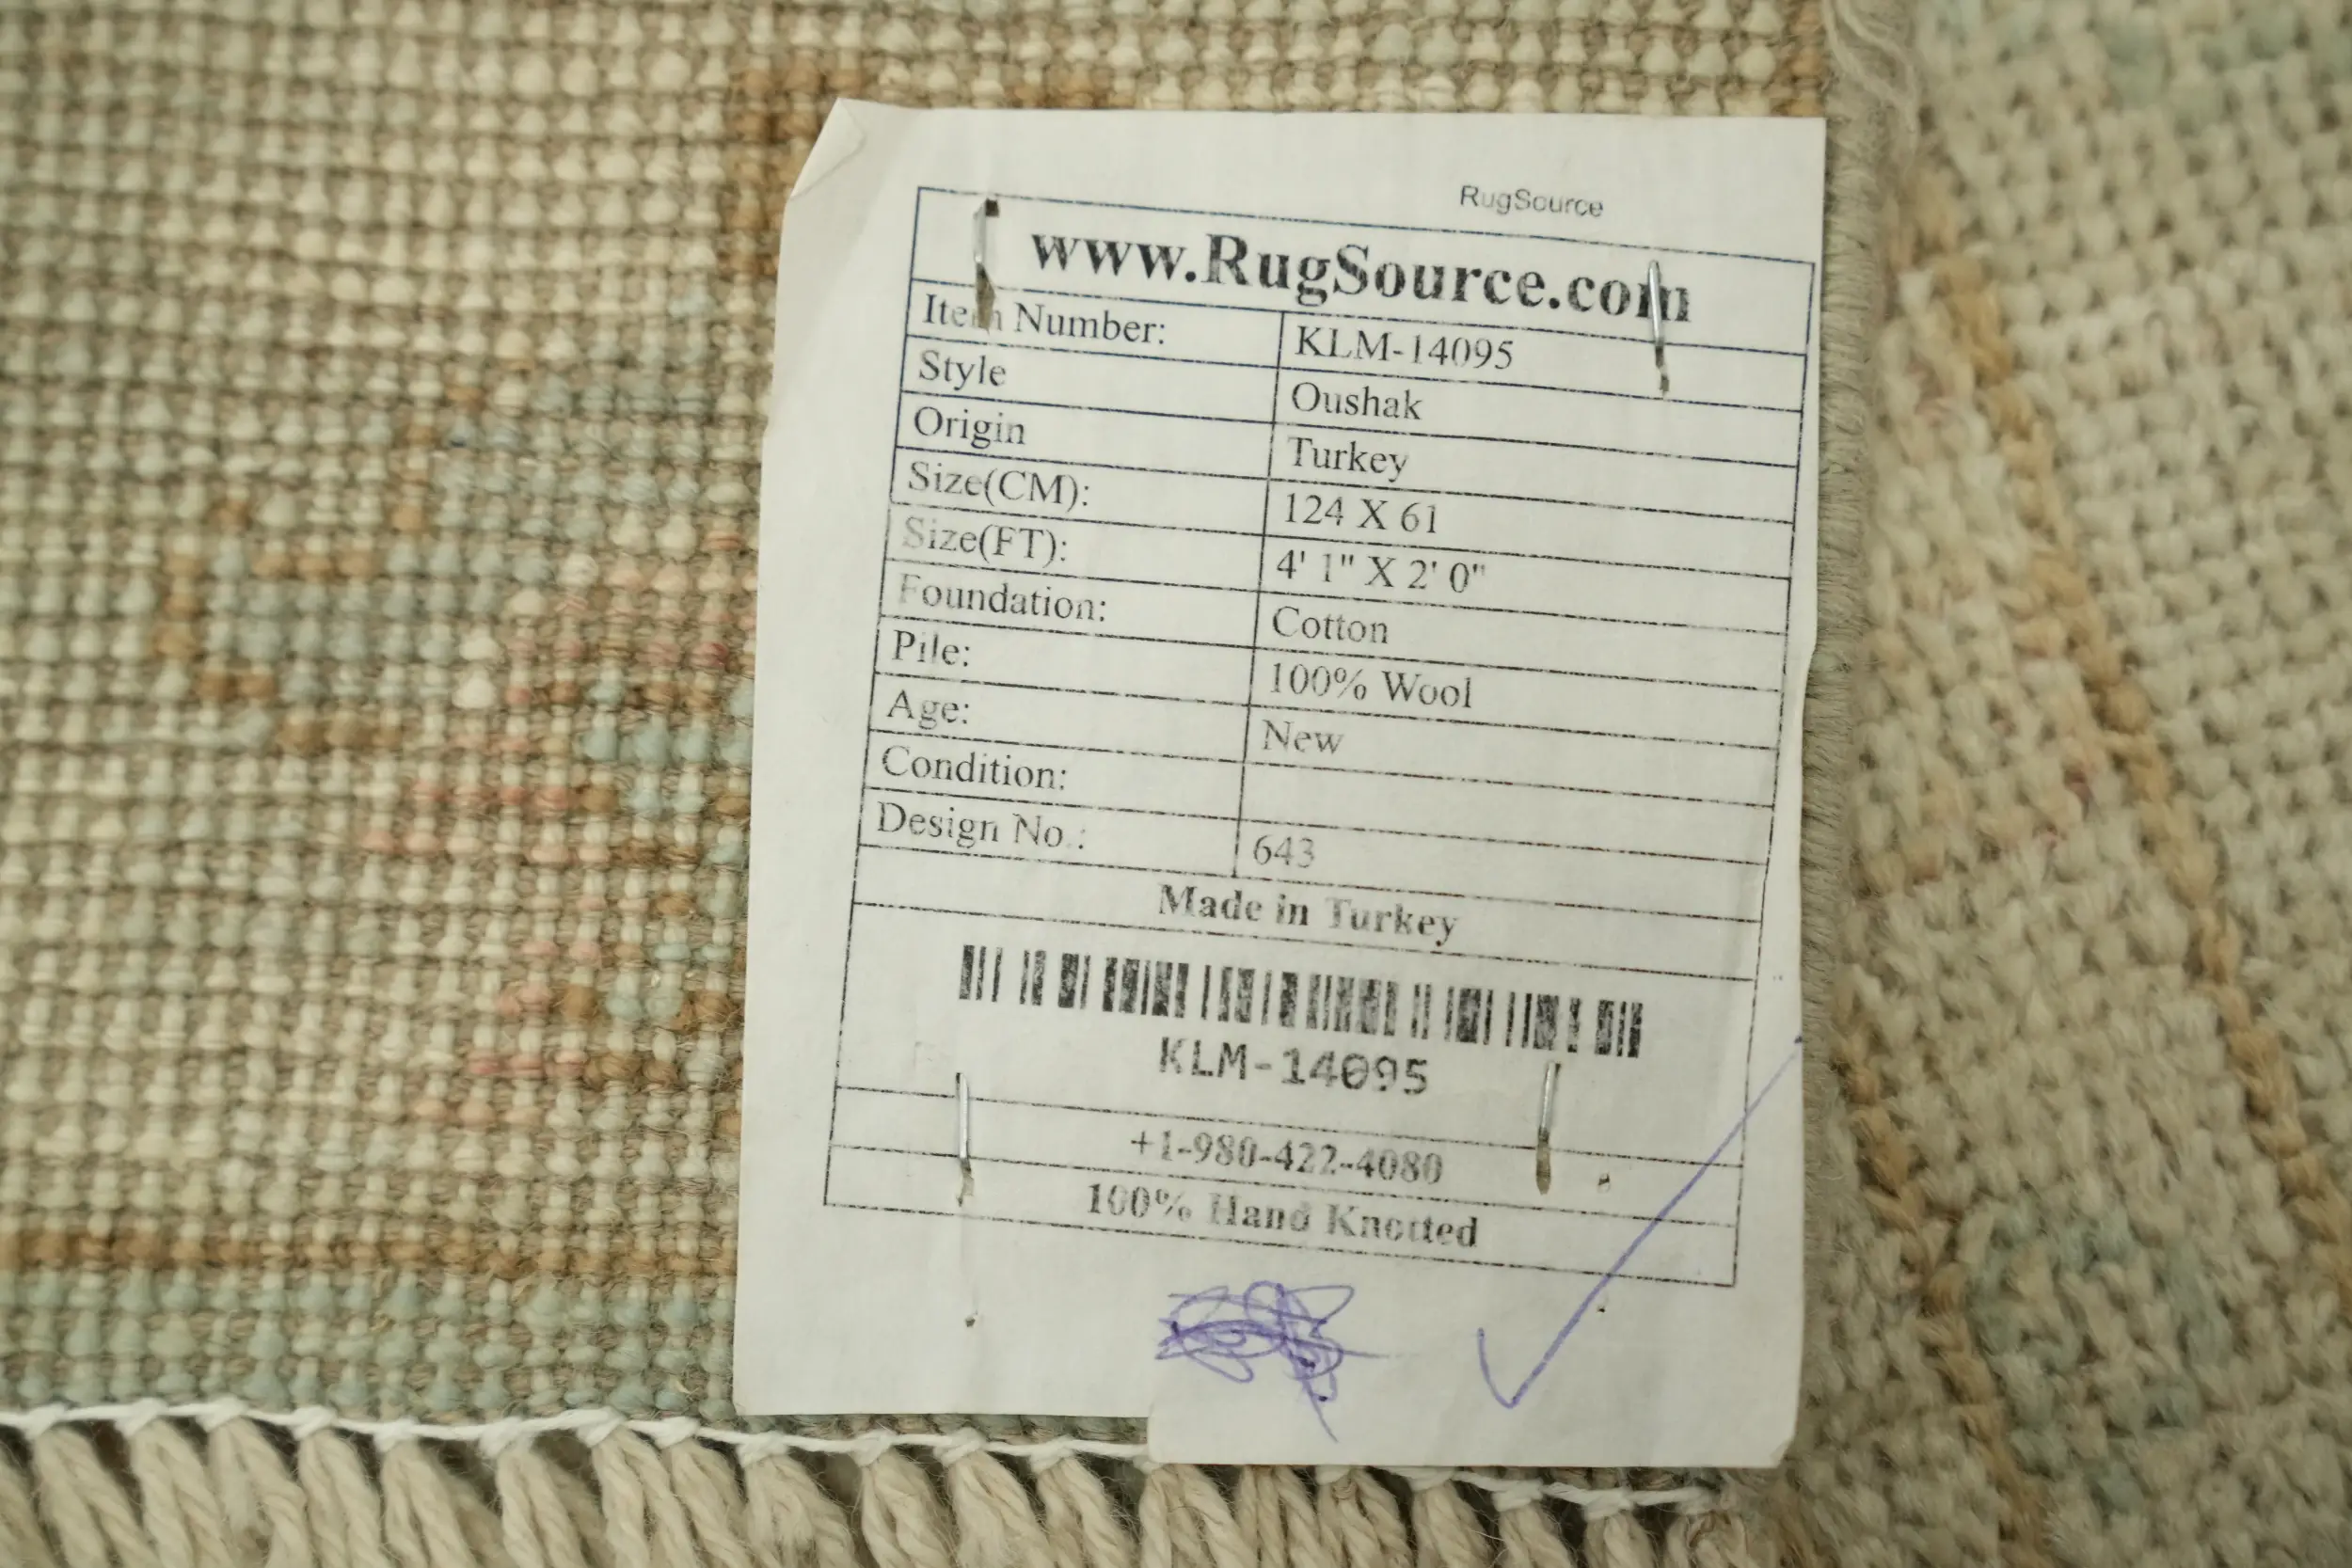 RugSource
www.RugSource.com
Item Number: KLM-14095
Style Oushak
Origin Turkey
Size(CM): 124 X 61
Size(FT): 4' 1" X 2' 0"
Foundation: Cotton
Pile: 100% Wool
Age: New
Condition:
Design No.: 643
Made in Turkey
KLM-14095
+1-980-422-4080
100% Hand Knotted